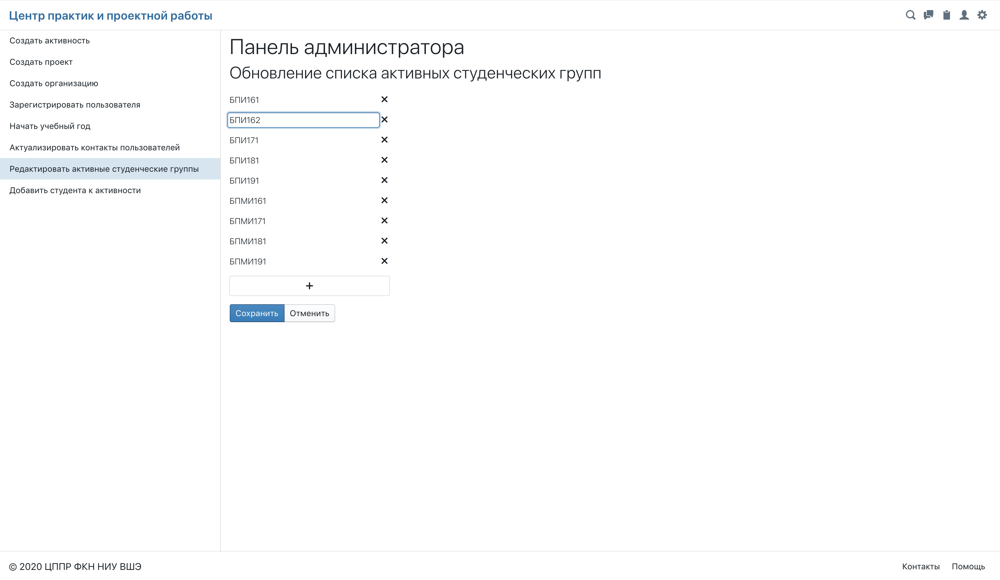 Центр практик и проектной работы
Создать активность
Создать проект
Создать организацию
Зарегистрировать пользователя
Начать учебный год
Актуализировать контакты пользователей
Редактировать активные студенческие группы
Добавить студента к активности
Панель администратора
Обновление списка активных студенческих групп
БПИ161
БПИ162
БПИ171
БПИ181
БПИ191
БПМИ161
БПМИ171
БПМИ181
БПМИ191
Сохранить Отменить
© 2020 ЦППР ФКН НИУ ВШЭ
Контакты Помощь